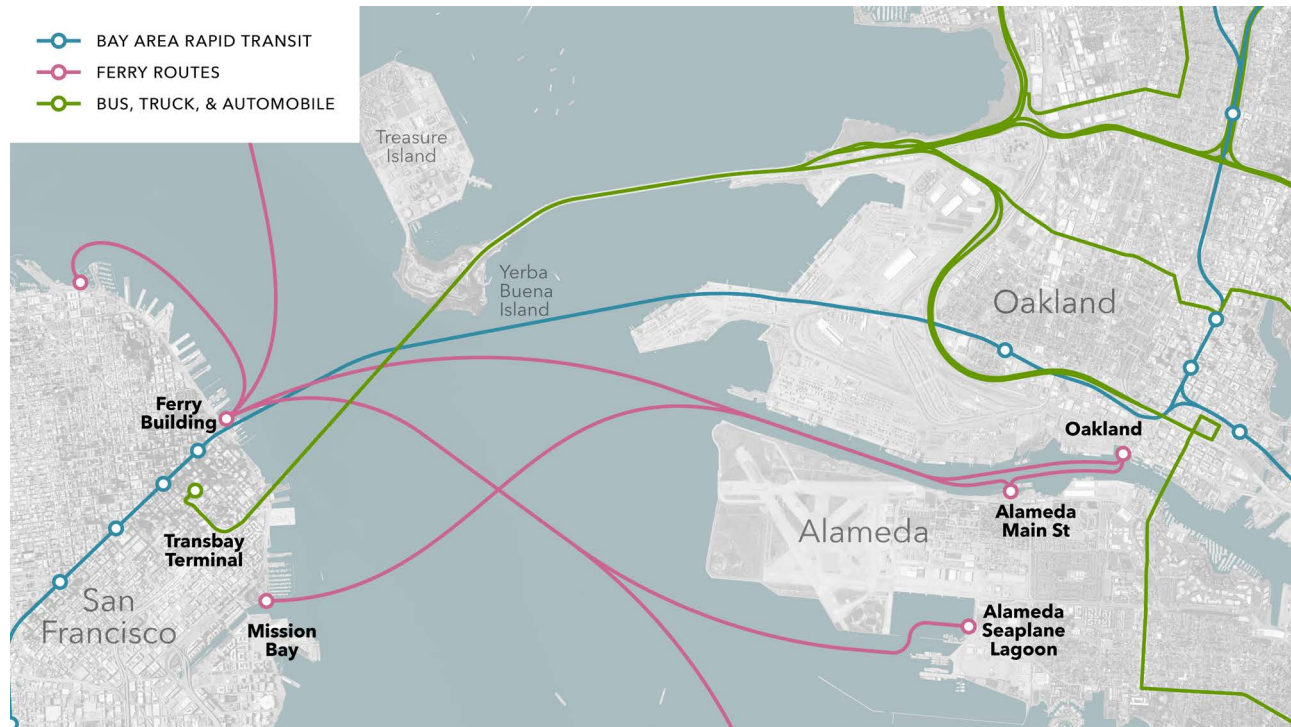 BAY AREA RAPID TRANSIT
FERRY ROUTES
BUS, TRUCK, & AUTOMOBILE
Treasure
Island
Yerba
Buena
Island
Oakland
Ferry
Building
Oakland
Transbay
Terminal
Alameda
Main St
Alameda
San
Francisco
Mission
Bay
Alameda
Seaplane
Lagoon